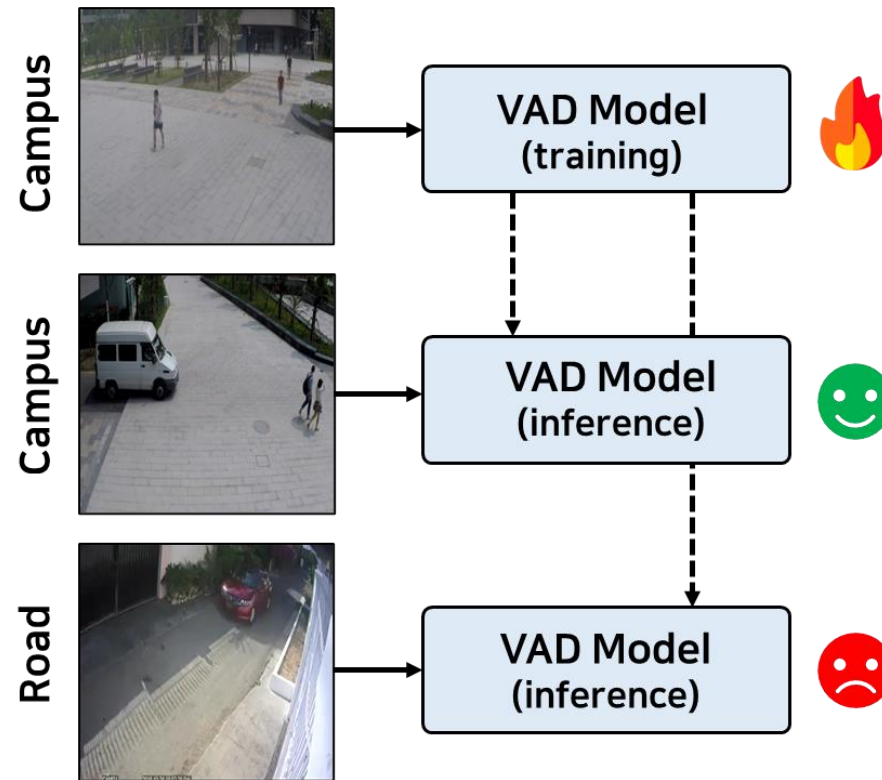 Campus
VAD Model
(training)
Campus
VAD Model
(inference)
Road
VAD Model
(inference)